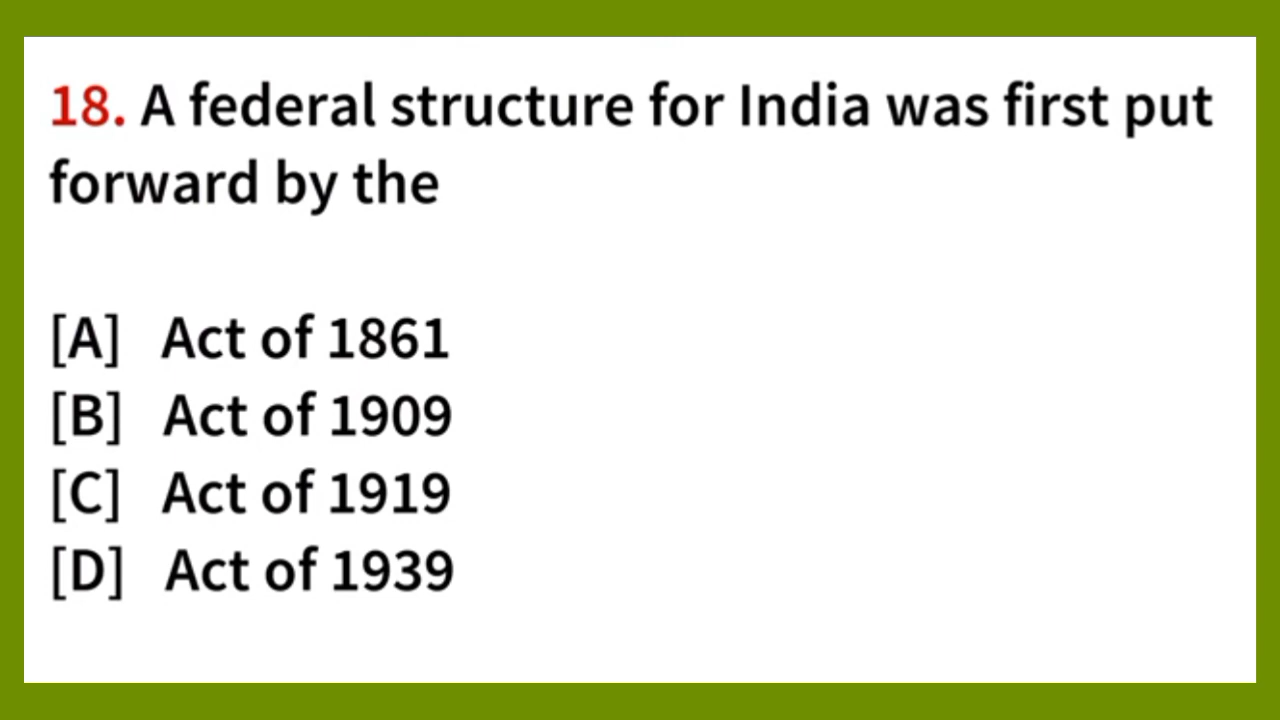 18. A federal structure for India was first put
forward by the
[A] Act of 1861
[B] Act of 1909
[C] Act of 1919
[D] Act of 1939